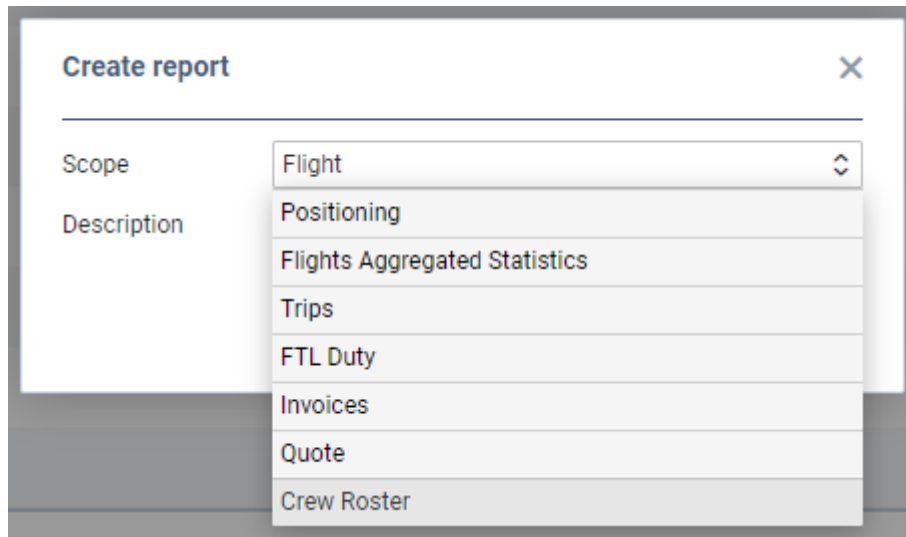 Create report
Scope
Flight
Description
Positioning
Flights Aggregated Statistics
Trips
FTL Duty
Invoices
Quote
Crew Roster